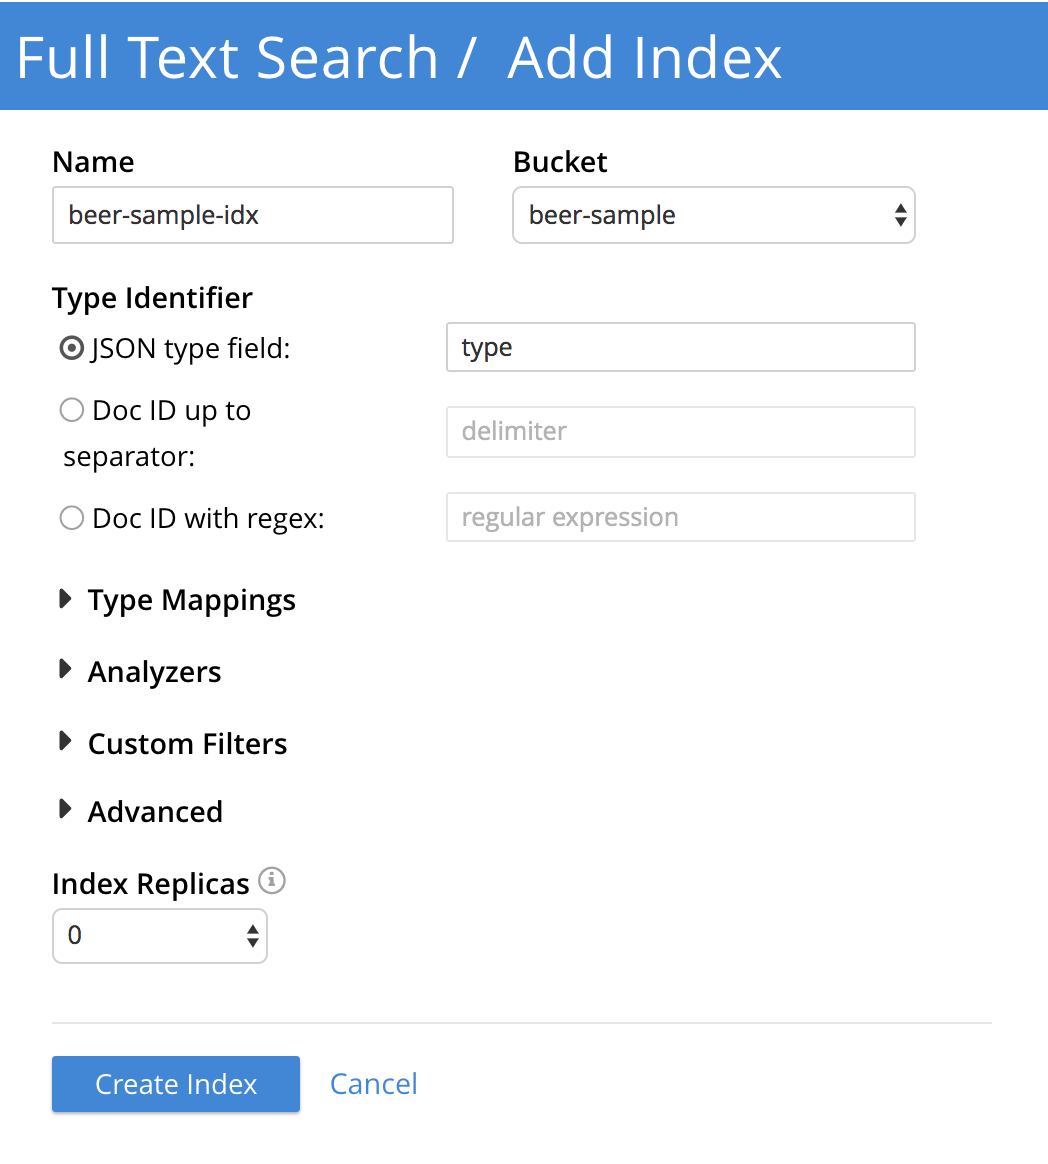 Full Text Search / Add Index
Name
Bucket
beer-sample-idx
beer-sample
Type Identifier
JSON type field:
type
Doc ID up to
separator:
delimiter
Doc ID with regex:
regular expression
Type Mappings
Analyzers
Custom Filters
Advanced
Index Replicas
0
Create Index
Cancel